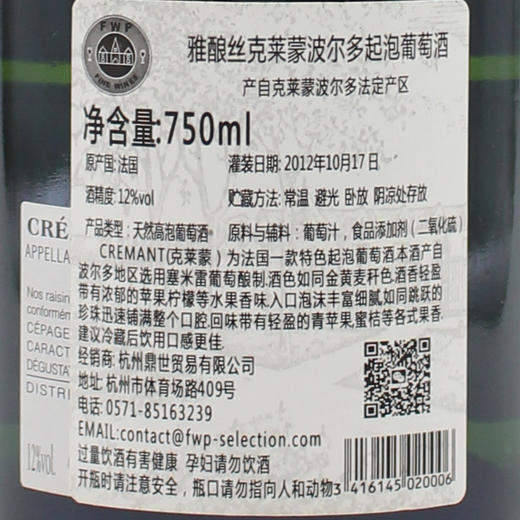 FWP
FINE WINES
雅酿丝克莱蒙波尔多起泡葡萄酒
产自克莱蒙波尔多法定产区
净含量:750ml
原产国:法国 灌装日期:2012年10月17日
酒精度:12%vol 贮藏方法:常温 避光 卧放 阴凉处存放
产品类型:天然高泡葡萄酒 原料与辅料:葡萄汁,食品添加剂(二氧化硫)
CREMANT(克莱蒙)为法国一款特色起泡葡萄酒本酒产自
波尔多地区选用塞米雷葡萄酿制.酒色如同金黄麦秆色.酒香轻盈
带有浓郁的苹果,柠檬等水果香味.入口泡沫丰富细腻,如同跳跃的
珍珠迅速铺满整个口腔.回味带有轻盈的青苹果,蜜桔等各式果香.
建议冷藏后饮用口感更佳.
经销商:杭州鼎世贸易有限公司
地址:杭州市体育场路409号
电话:0571-85163239
EMAIL:contact@fwp-selection.com
过量饮酒有害健康 孕妇请勿饮酒
开瓶时请注意安全,瓶口请勿指向人和动物
3 416145 020006
CRÉ
APPELLA
Nos raisin
conformém
CÉPAGE
CARACT
DÉGUSTA
DISTRI
12%vol.